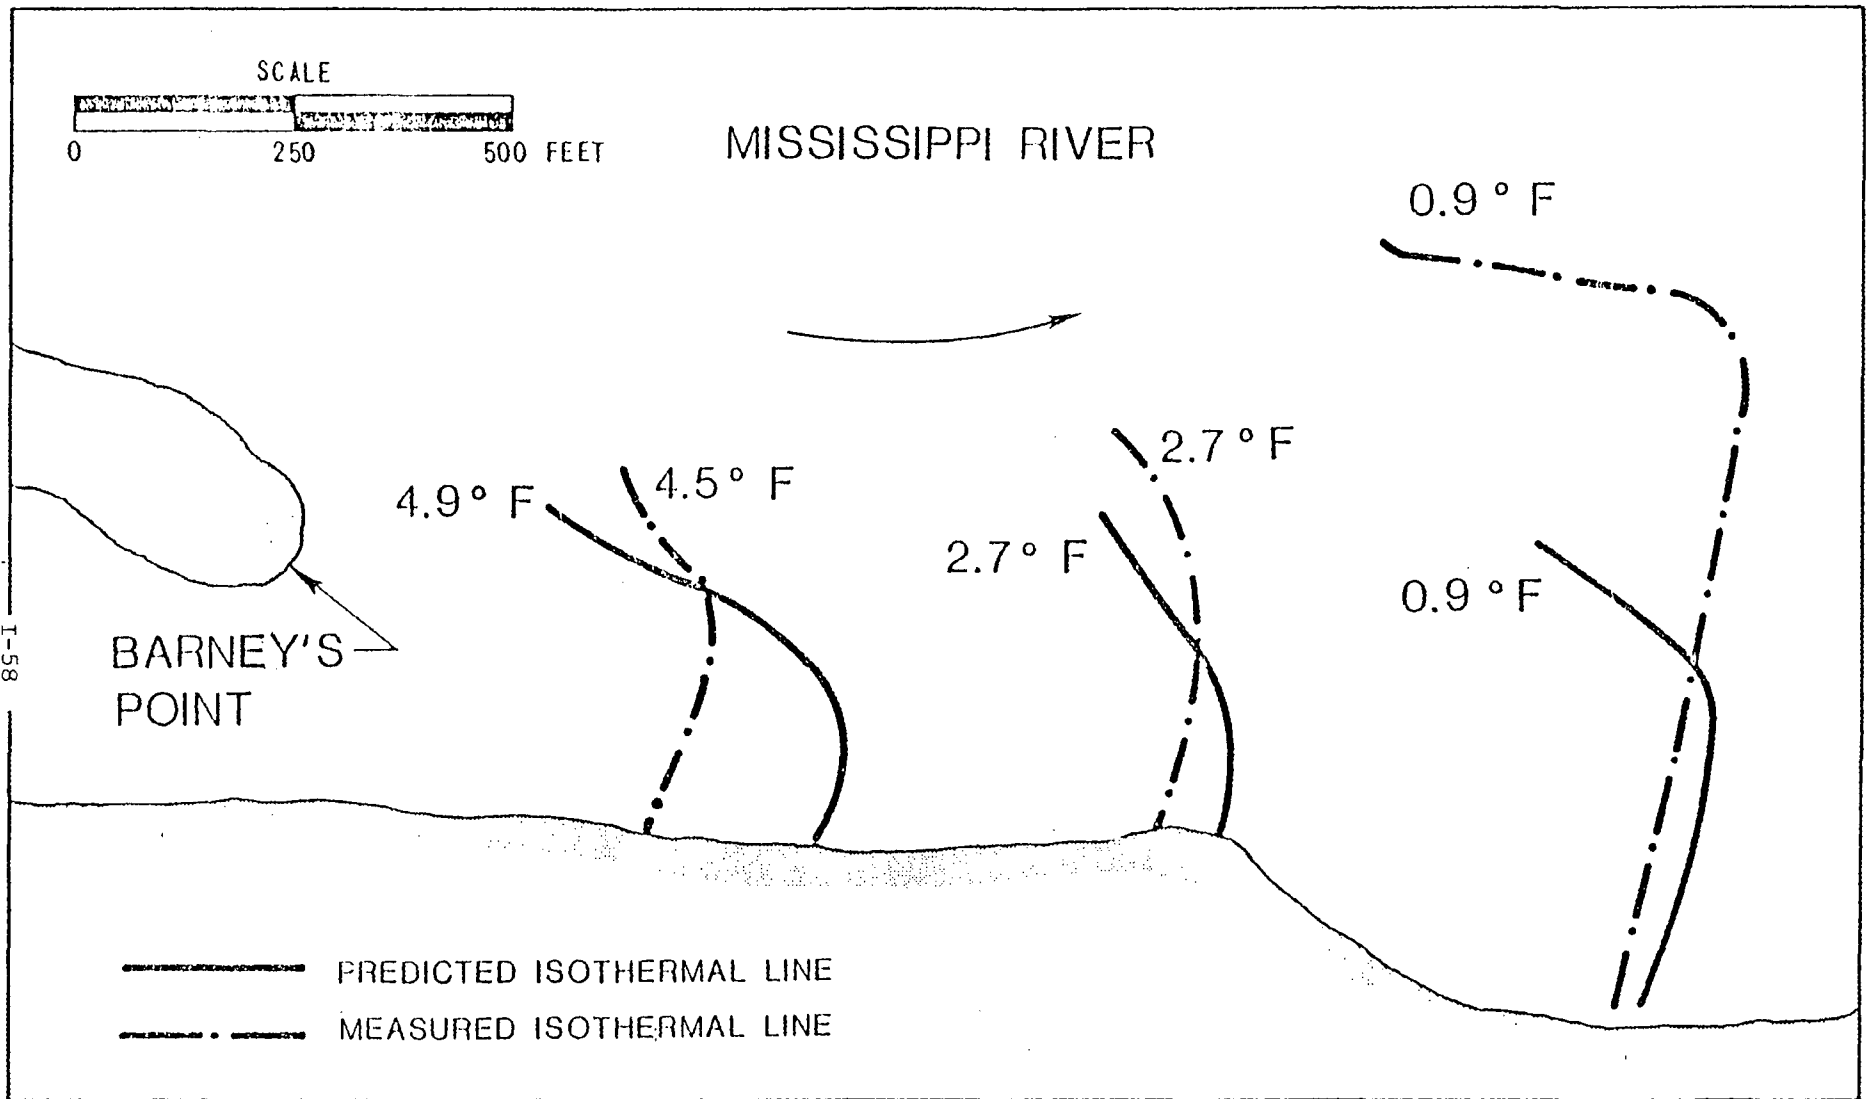 SCALE
0 250 500 FEET
MISSISSIPPI RIVER
0.9° F
2.7° F
4.5° F
4.9° F
2.7° F
0.9° F
BARNEY'S
POINT
I-58
PREDICTED ISOTHERMAL LINE
MEASURED ISOTHERMAL LINE